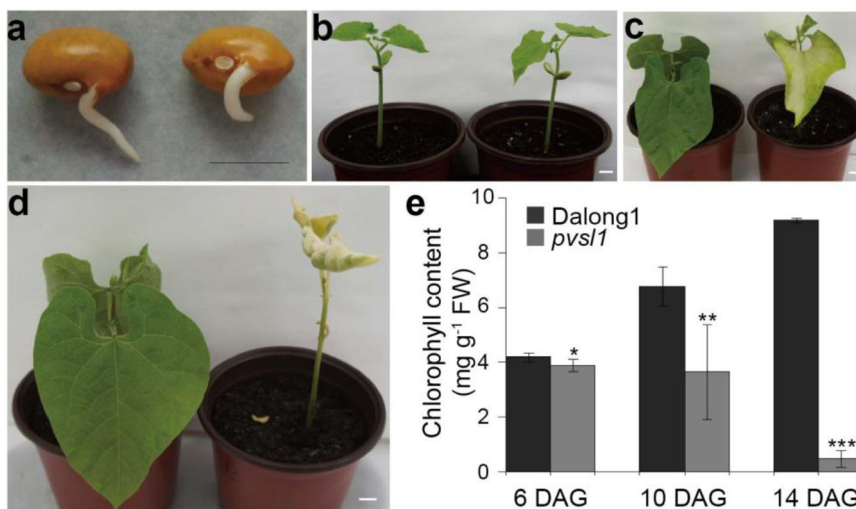 a
b
c
d
e
10
8
6
4
2
0
Chlorophyll content
(mg g⁻¹ FW)
Dalong1
pvsl1
*
**
***
6 DAG 10 DAG 14 DAG